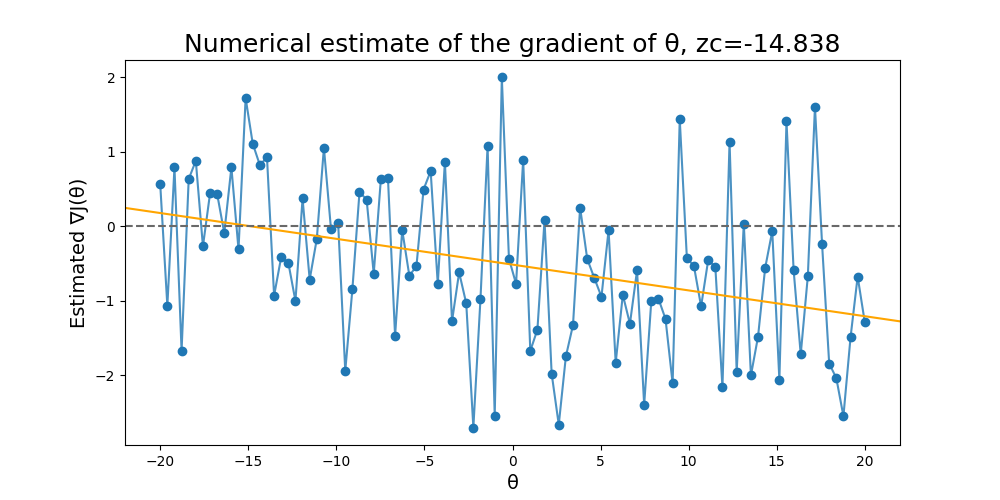 Numerical estimate of the gradient of θ, zc=-14.838
Estimated ∇J(θ)
2
1
0
−1
−2
−20 −15 −10 −5 0 5 10 15 20
θ